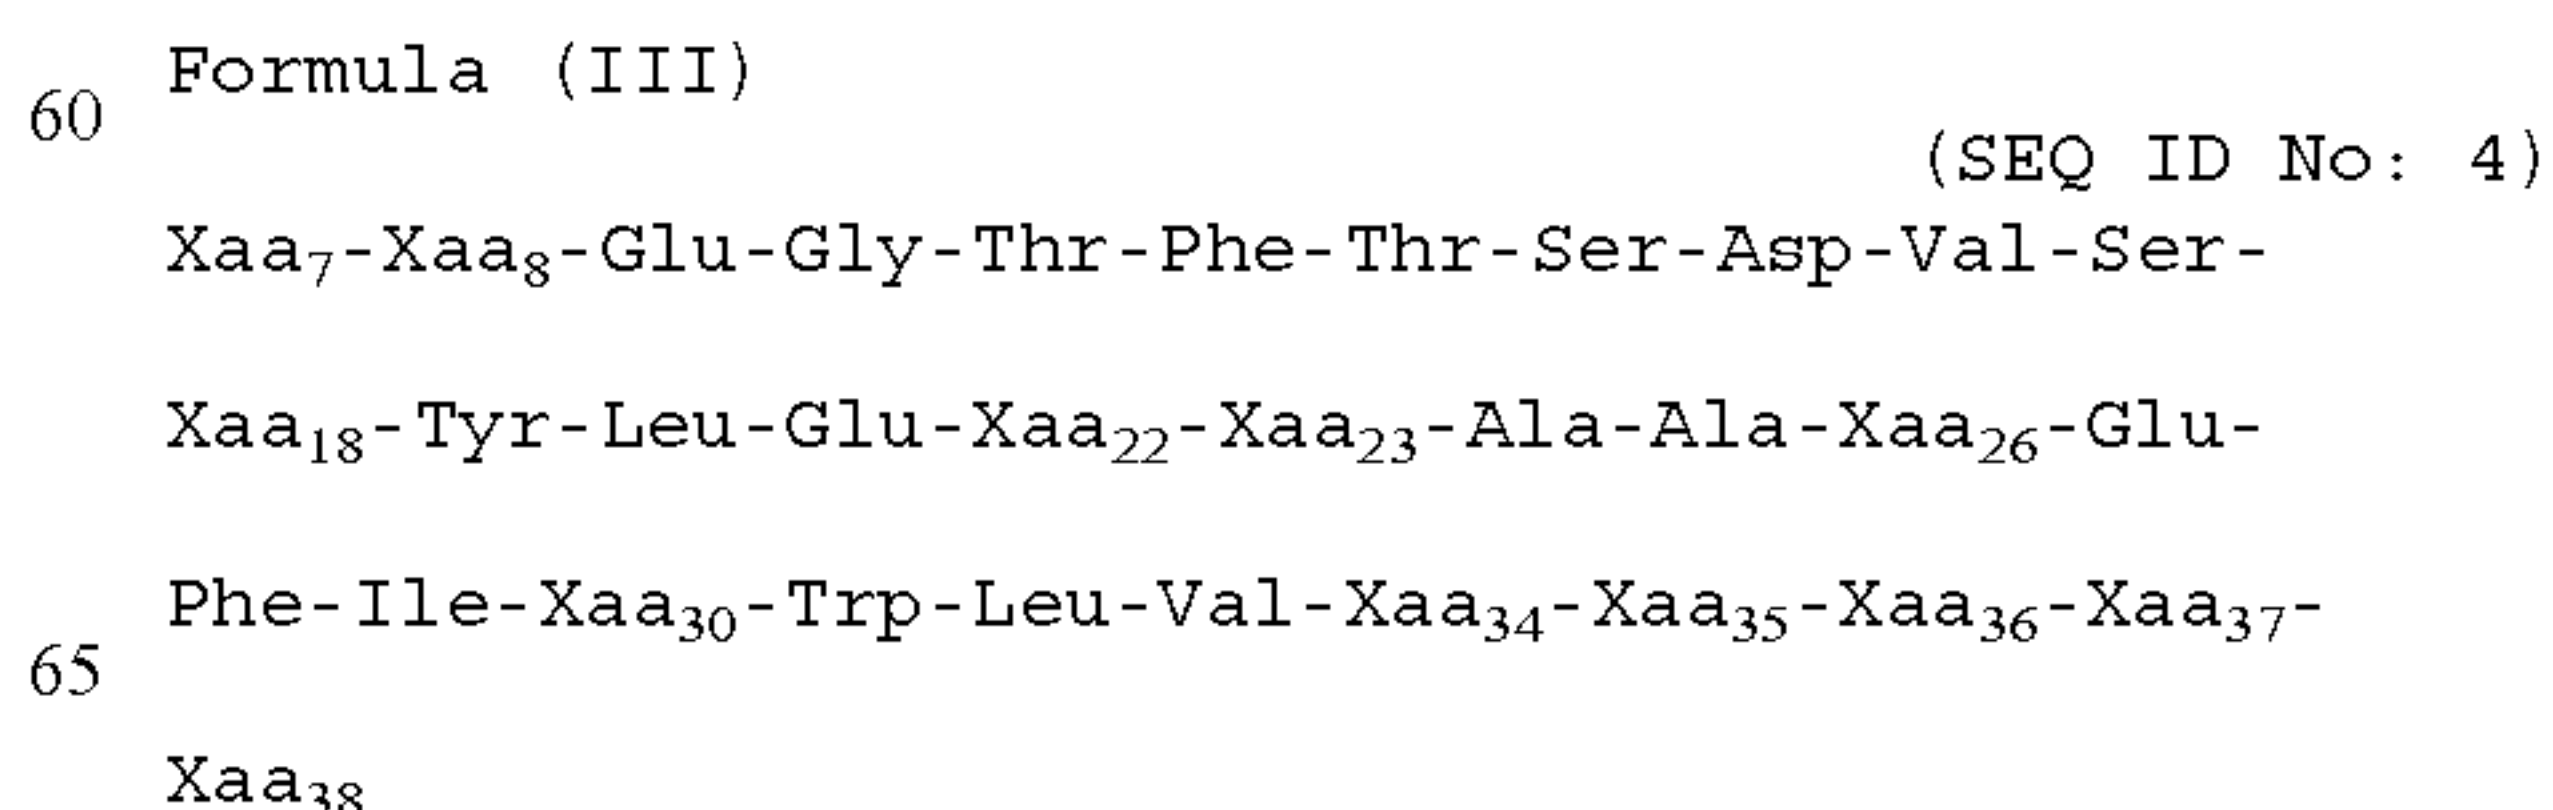 Formula (III)
60
(SEQ ID No: 4)
Xaa₇-Xaa₈-Glu-Gly-Thr-Phe-Thr-Ser-Asp-Val-Ser-
Xaa₁₈-Tyr-Leu-Glu-Xaa₂₂-Xaa₂₃-Ala-Ala-Xaa₂₆-Glu-
Phe-Ile-Xaa₃₀-Trp-Leu-Val-Xaa₃₄-Xaa₃₅-Xaa₃₆-Xaa₃₇-
65
Xaa₃₈